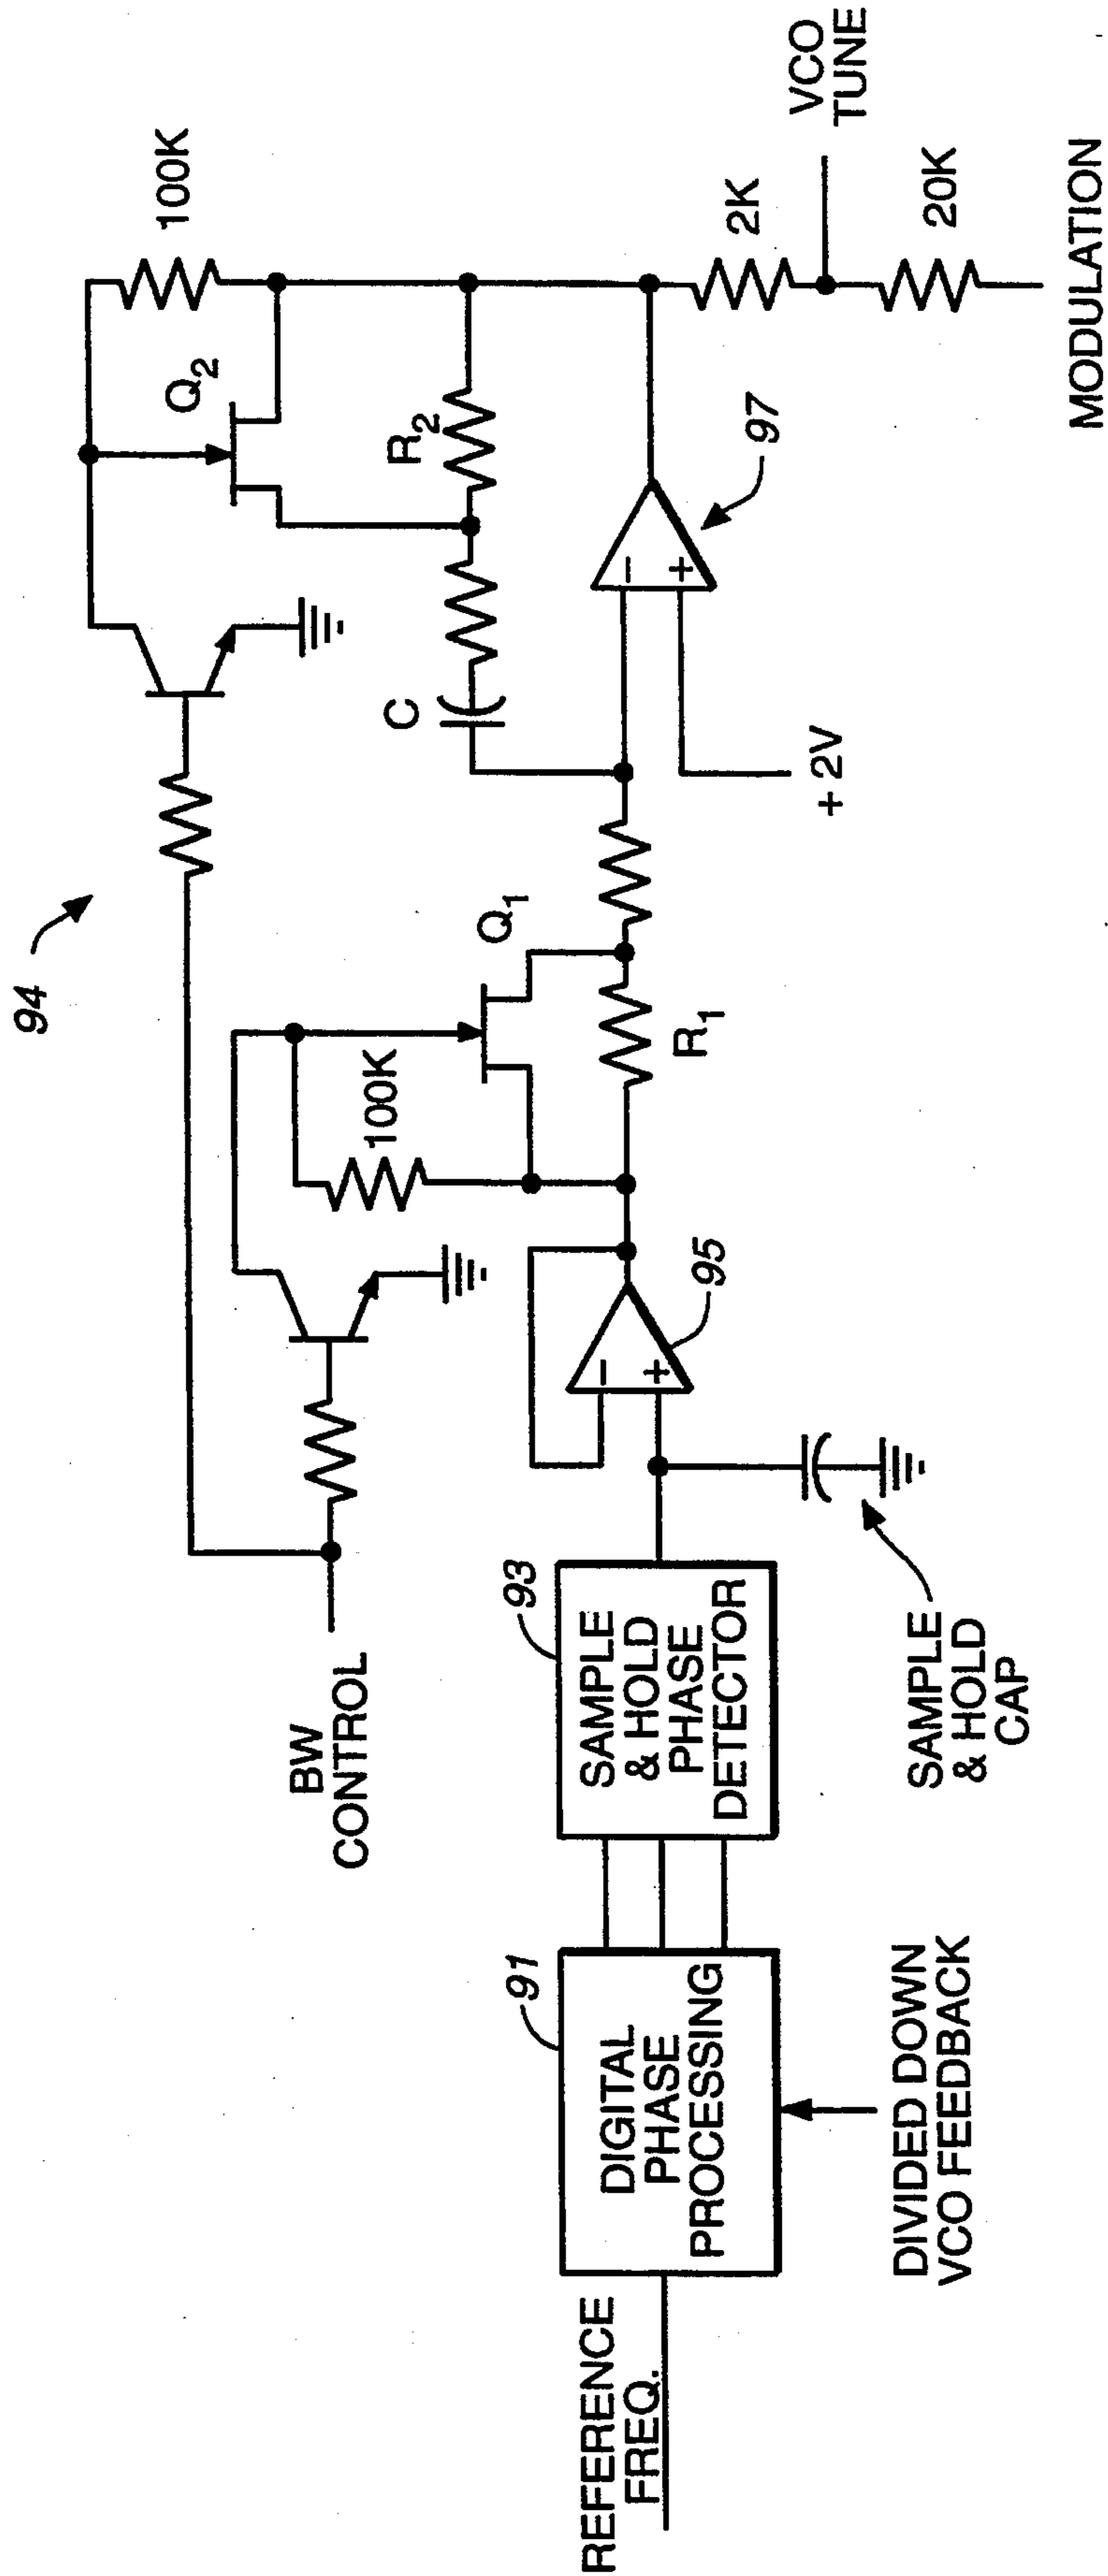 94
BW
CONTROL
100K
Q1
R1
Q2
100K
R2
C
-
+
95
+2V
-
+
97
2K
VCO
TUNE
20K
MODULATION
REFERENCE
FREQ.
91
DIGITAL
PHASE
PROCESSING
DIVIDED DOWN
VCO FEEDBACK
93
SAMPLE
& HOLD
PHASE
DETECTOR
SAMPLE
& HOLD
CAP